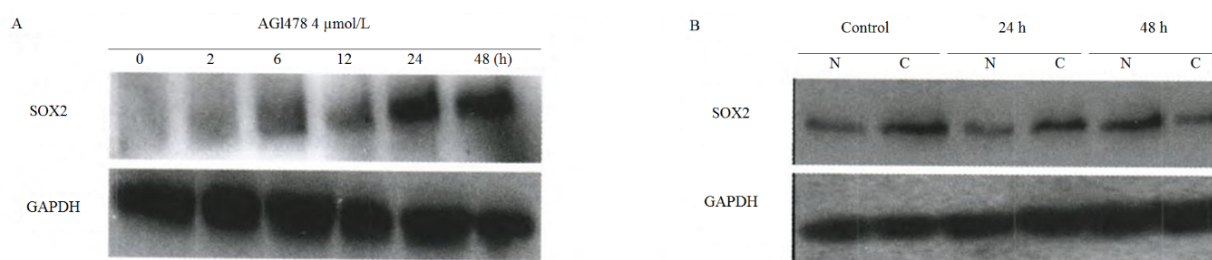 A
AGl478 4 µmol/L
0 2 6 12 24 48 (h)
SOX2
GAPDH
B
Control 24 h 48 h
N C N C N C
SOX2
GAPDH